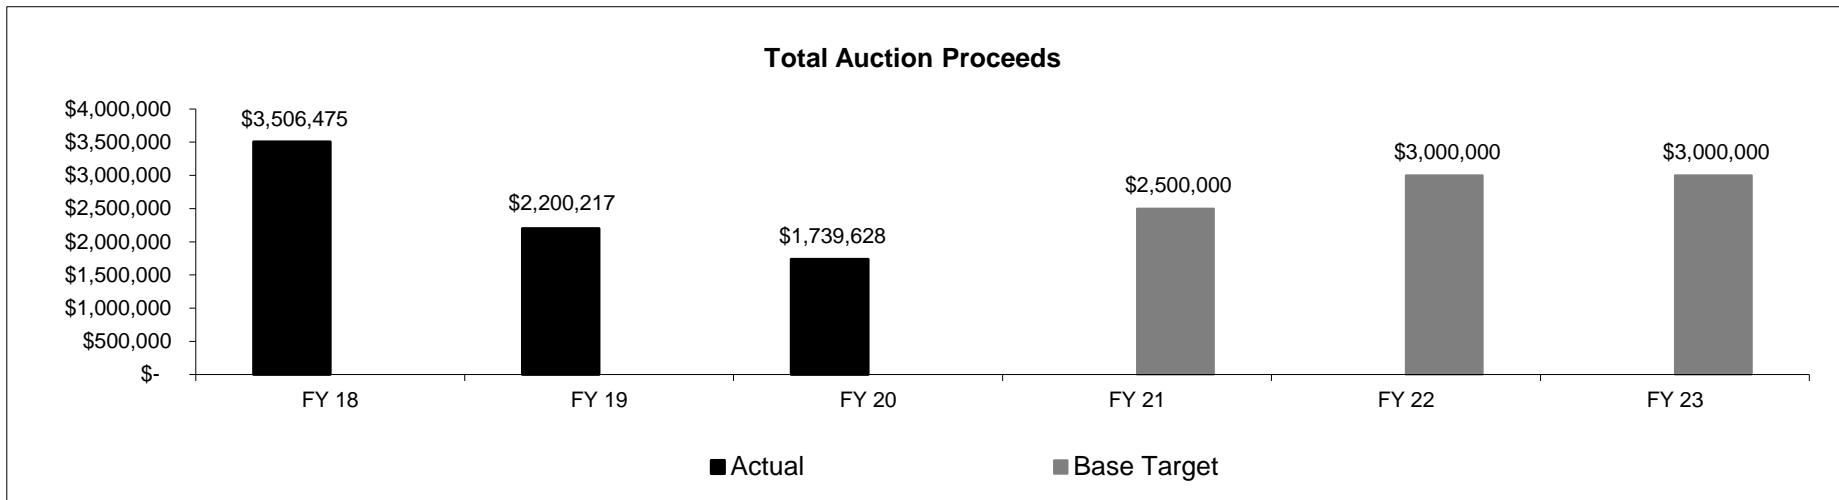 Total Auction Proceeds
$4,000,000
$3,500,000
$3,000,000
$2,500,000
$2,000,000
$1,500,000
$1,000,000
$500,000
$-
$3,506,475
$2,200,217
$1,739,628
$2,500,000
$3,000,000
$3,000,000
FY 18
FY 19
FY 20
FY 21
FY 22
FY 23
Actual
Base Target